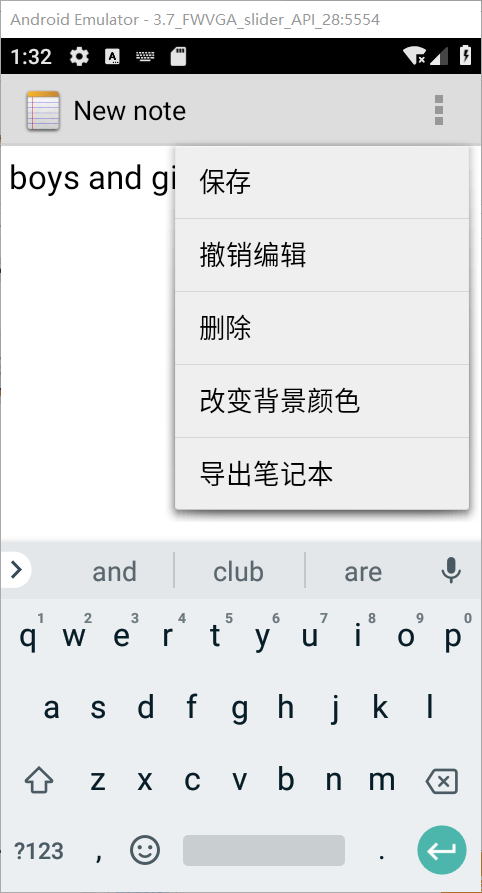 Android Emulator - 3.7_FWVGA_slider_API_28:5554
1:32 A
New note
boys and gi
保存
撤销编辑
删除
改变背景颜色
导出笔记本
and club are
1 2 3 4 5 6 7 8 9 0
q w e r t y u i o p
a s d f g h j k l
z x c v b n m
?123 , .